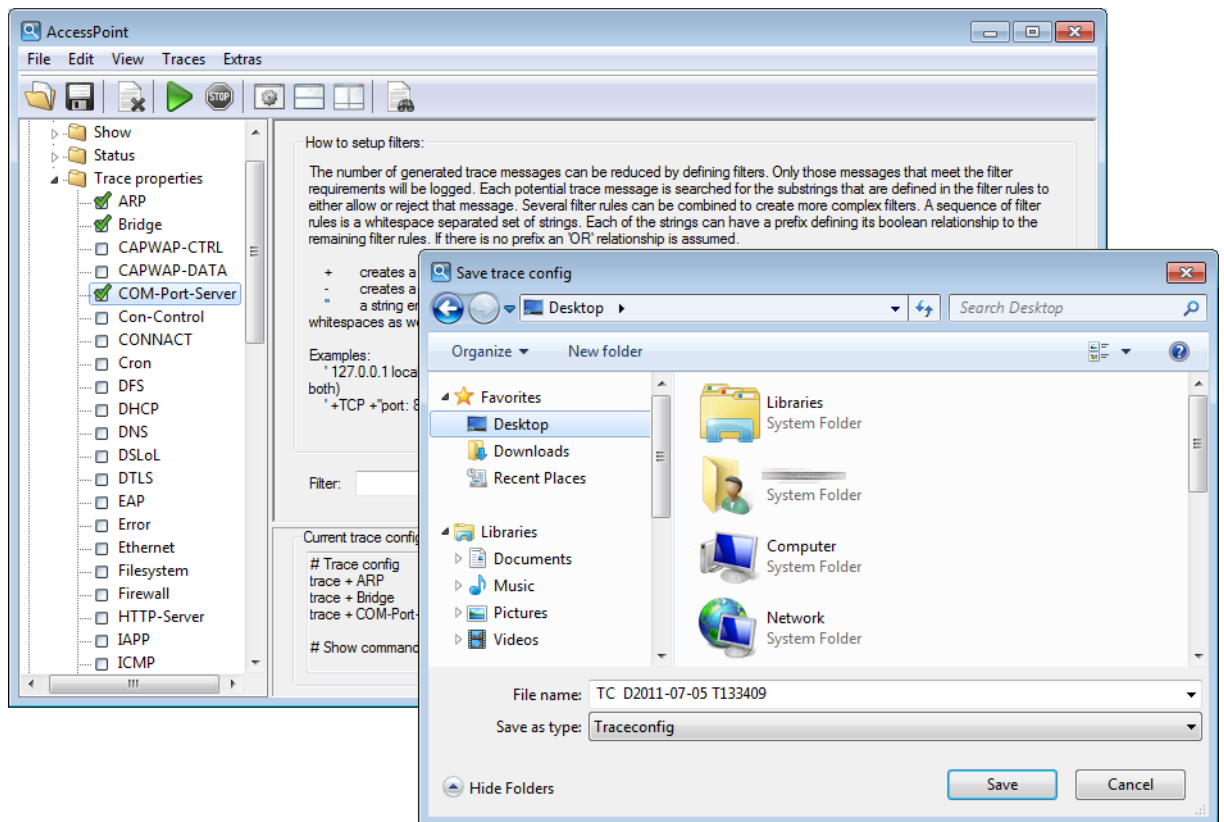 AccessPoint
File Edit View Traces Extras
STOP
Show
Status
Trace properties
ARP
Bridge
CAPWAP-CTRL
CAPWAP-DATA
COM-Port-Server
Con-Control
CONNACT
Cron
DFS
DHCP
DNS
DSLoL
DTLS
EAP
Error
Ethernet
Filesystem
Firewall
HTTP-Server
IAPP
ICMP
How to setup filters:
The number of generated trace messages can be reduced by defining filters. Only those messages that meet the filter
requirements will be logged. Each potential trace message is searched for the substrings that are defined in the filter rules to
either allow or reject that message. Several filter rules can be combined to create more complex filters. A sequence of filter
rules is a whitespace separated set of strings. Each of the strings can have a prefix defining its boolean relationship to the
remaining filter rules. If there is no prefix an 'OR' relationship is assumed.
+ creates a
- creates a
" a string en
whitespaces as we
Examples:
' 127.0.0.1 loca
both)
' +TCP +"port: 8
Filter:
Current trace config
# Trace config
trace + ARP
trace + Bridge
trace + COM-Port-
# Show command
Save trace config
Desktop
Search Desktop
Organize
New folder
Favorites
Desktop
Downloads
Recent Places
Libraries
Documents
Music
Pictures
Videos
Libraries
System Folder
System Folder
Computer
System Folder
Network
System Folder
File name: TC D2011-07-05 T133409
Save as type: Traceconfig
Hide Folders
Save
Cancel